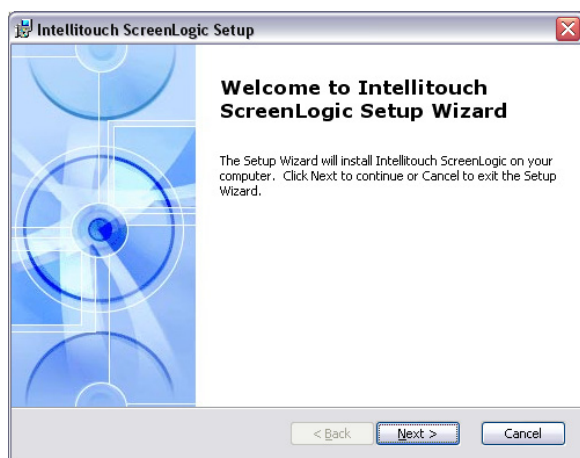 Intellitouch ScreenLogic Setup
Welcome to Intellitouch
ScreenLogic Setup Wizard
The Setup Wizard will install Intellitouch ScreenLogic on your
computer. Click Next to continue or Cancel to exit the Setup
Wizard.
< Back Next > Cancel